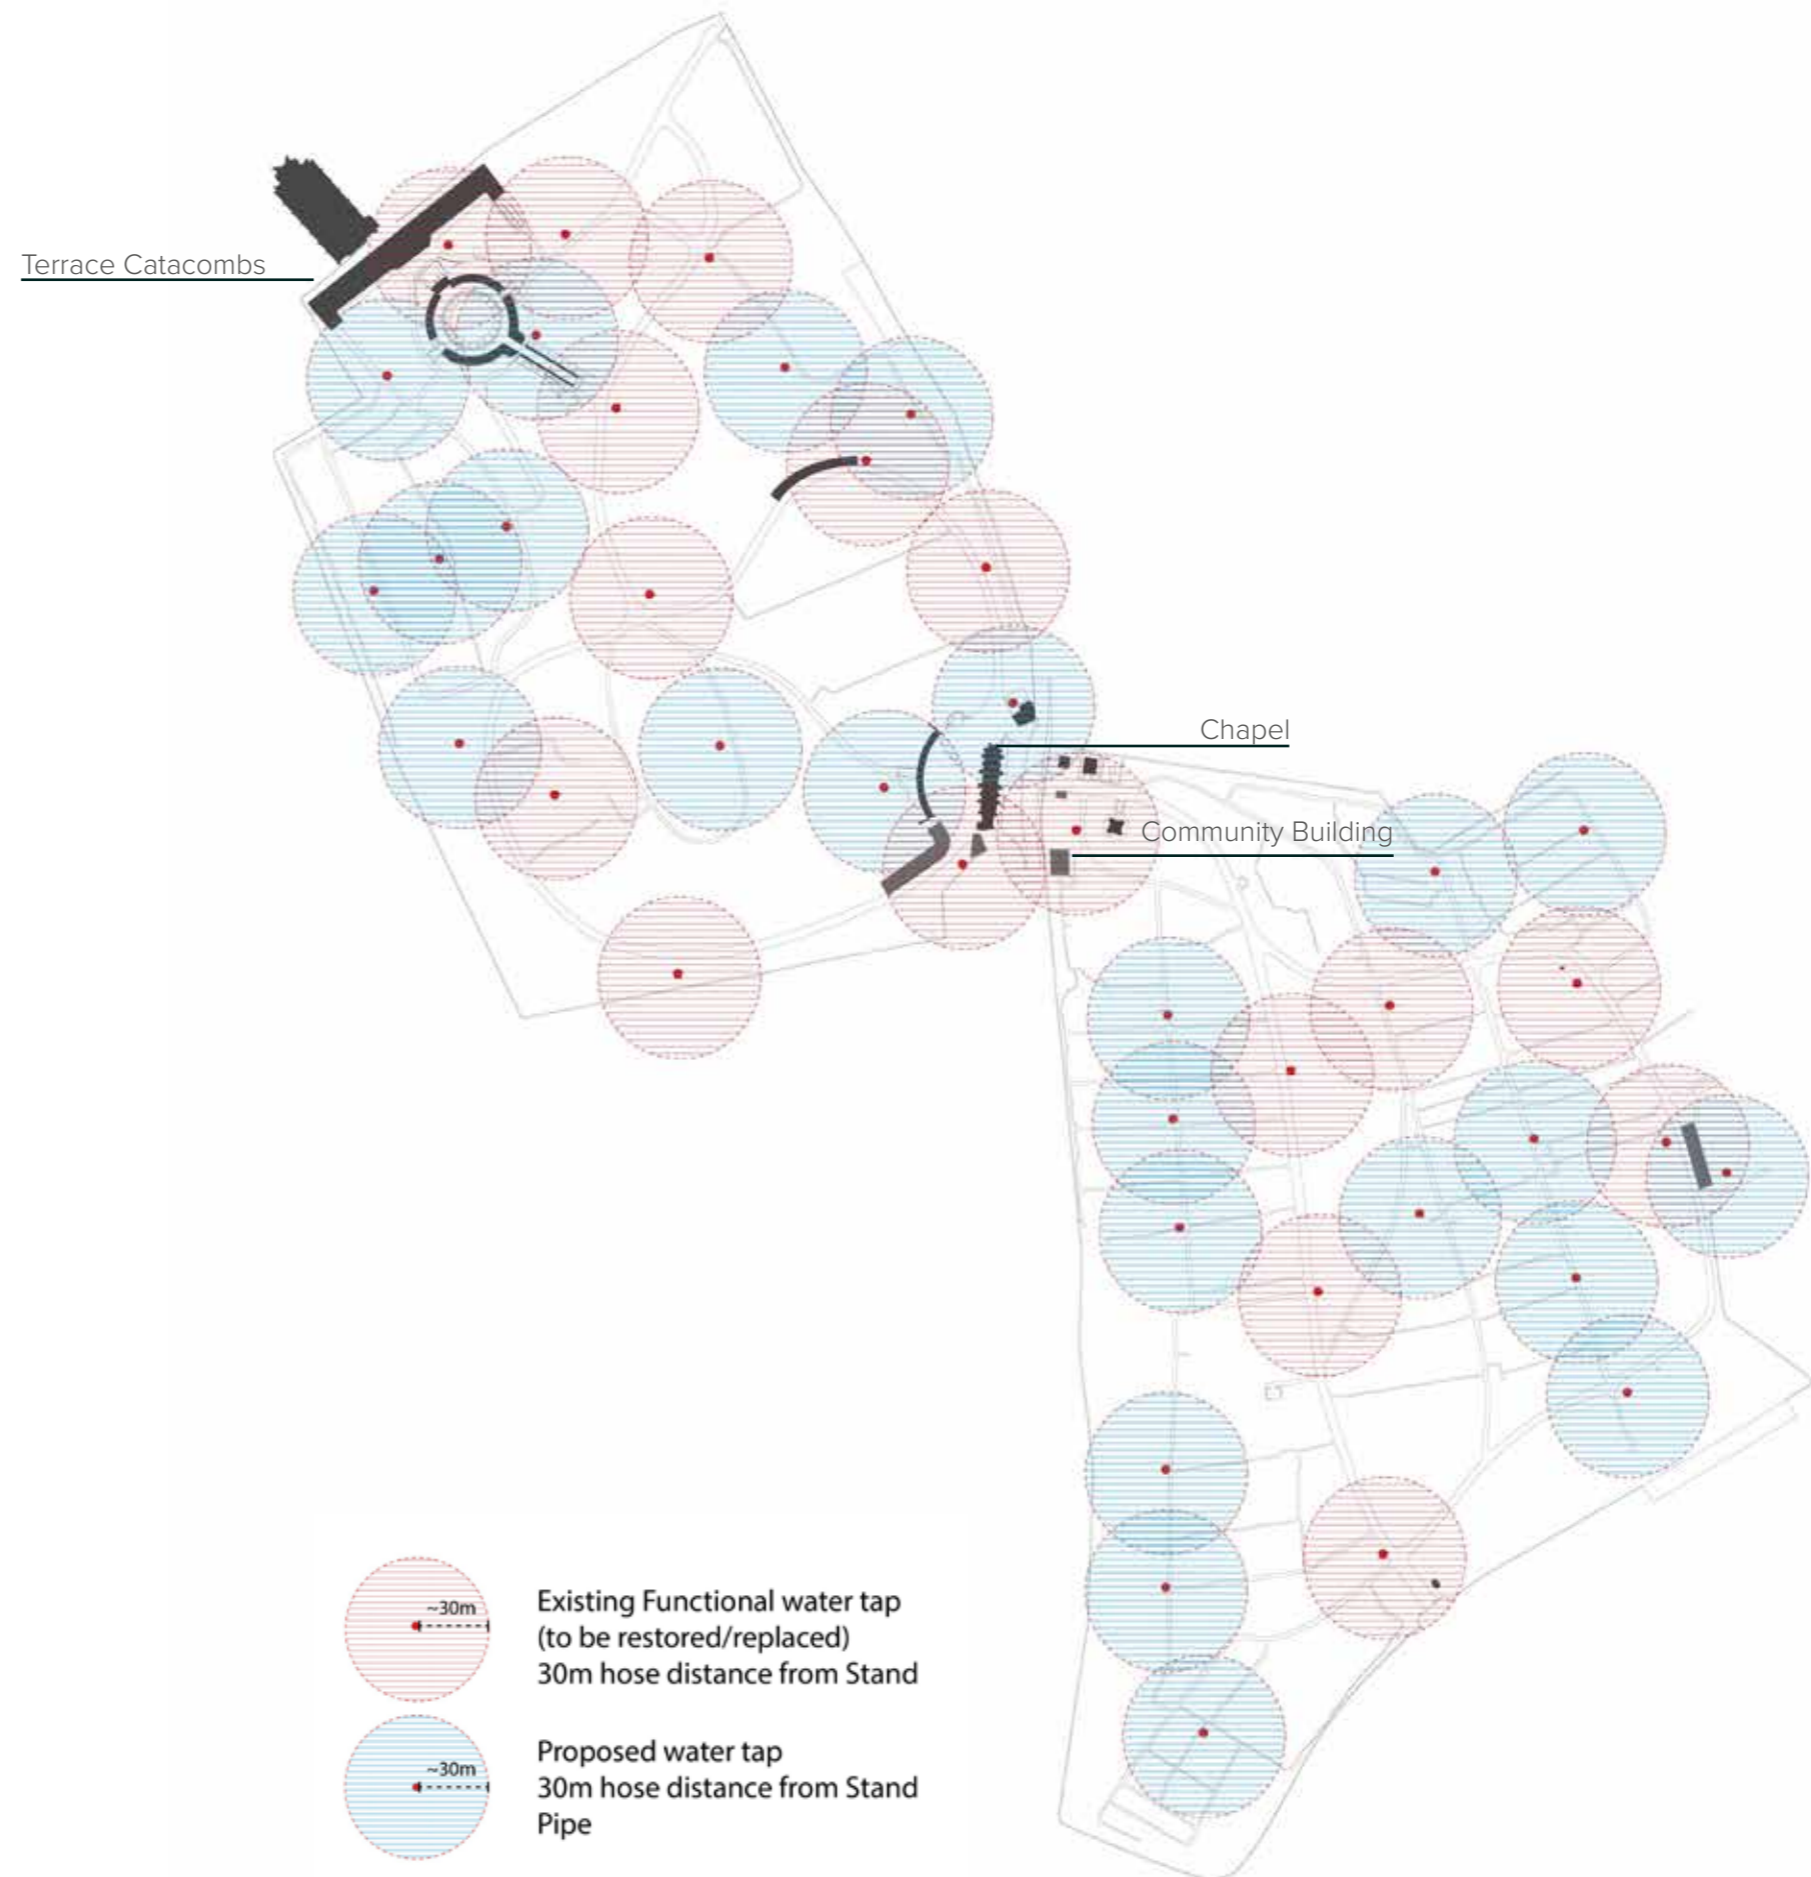 Terrace Catacombs
Chapel
Community Building
~30m
Existing Functional water tap
(to be restored/replaced)
30m hose distance from Stand
~30m
Proposed water tap
30m hose distance from Stand
Pipe